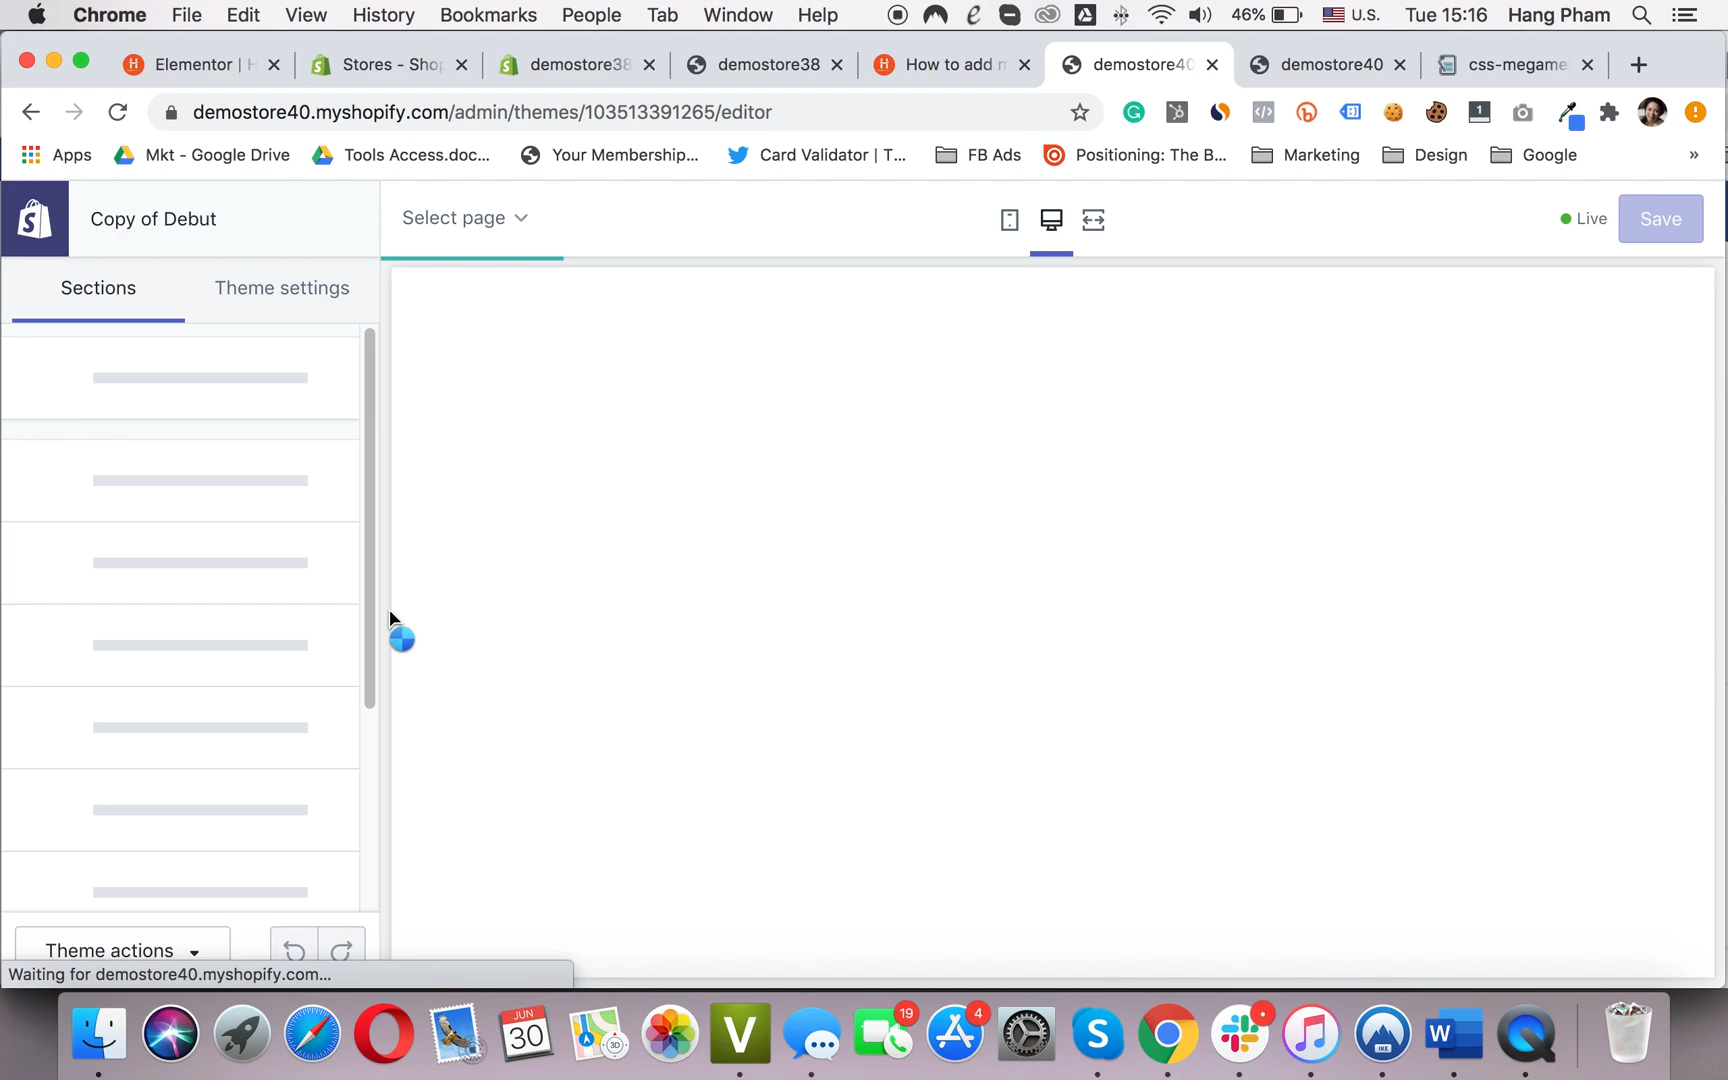 Chrome File Edit View History Bookmarks People Tab Window Help 46% U.S. Tue 15:16 Hang Pham
Elementor | H Stores - Shop demostore38 demostore38 How to add m demostore40 demostore40 css-megame
demostore40.myshopify.com/admin/themes/103513391265/editor
Apps Mkt - Google Drive Tools Access.doc... Your Membership... Card Validator | T... FB Ads Positioning: The B... Marketing Design Google »
Copy of Debut Select page Live Save
Sections Theme settings
Theme actions
Waiting for demostore40.myshopify.com...
JUN 30 3D V 19 4 S IKE W